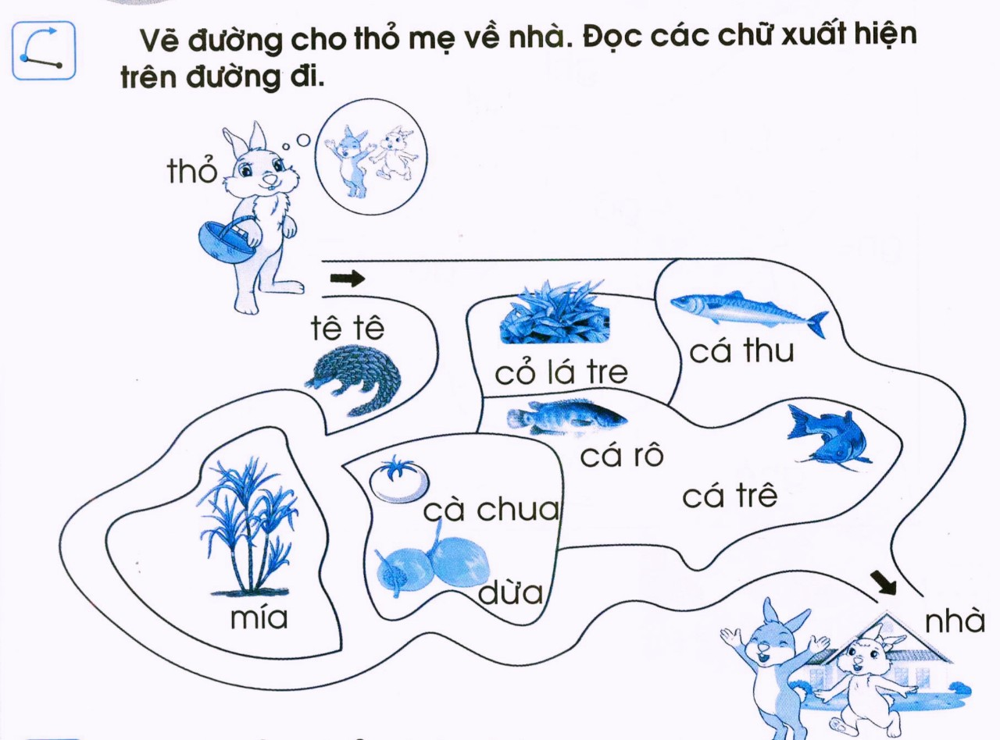 Vẽ đường cho thỏ mẹ về nhà. Đọc các chữ xuất hiện
trên đường đi.
thỏ
tê tê
cá thu
cỏ lá tre
cá rô
cá trê
cà chua
dừa
mía
nhà